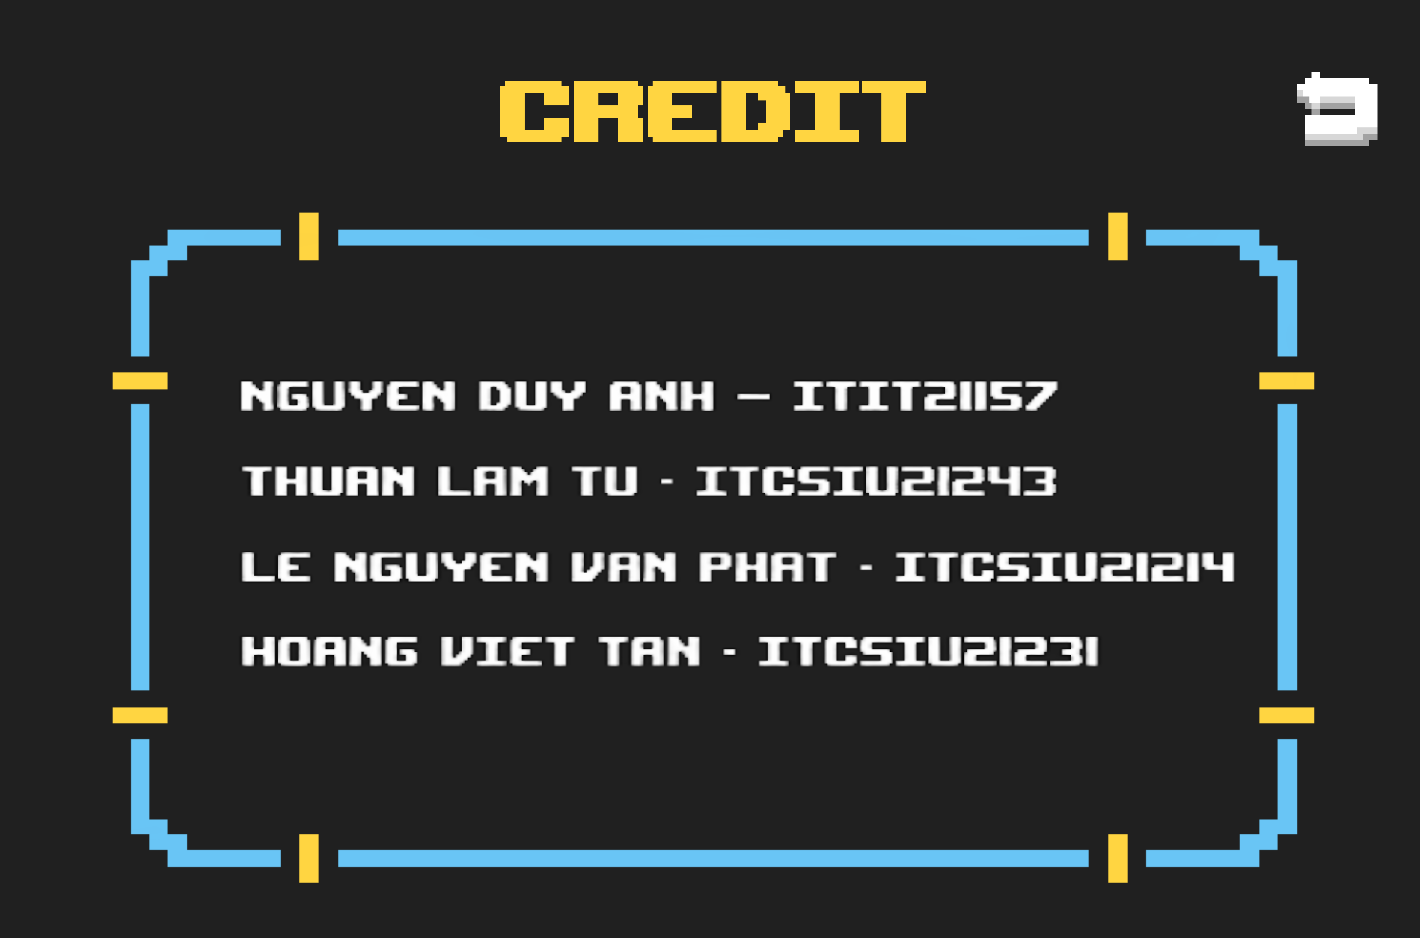 CREDIT
NGUYEN DUY ANH – ITIT21157
THUAN LAM TU - ITCSIU21243
LE NGUYEN VAN PHAT - ITCSIU21214
HOANG VIET TAN - ITCSIU21231